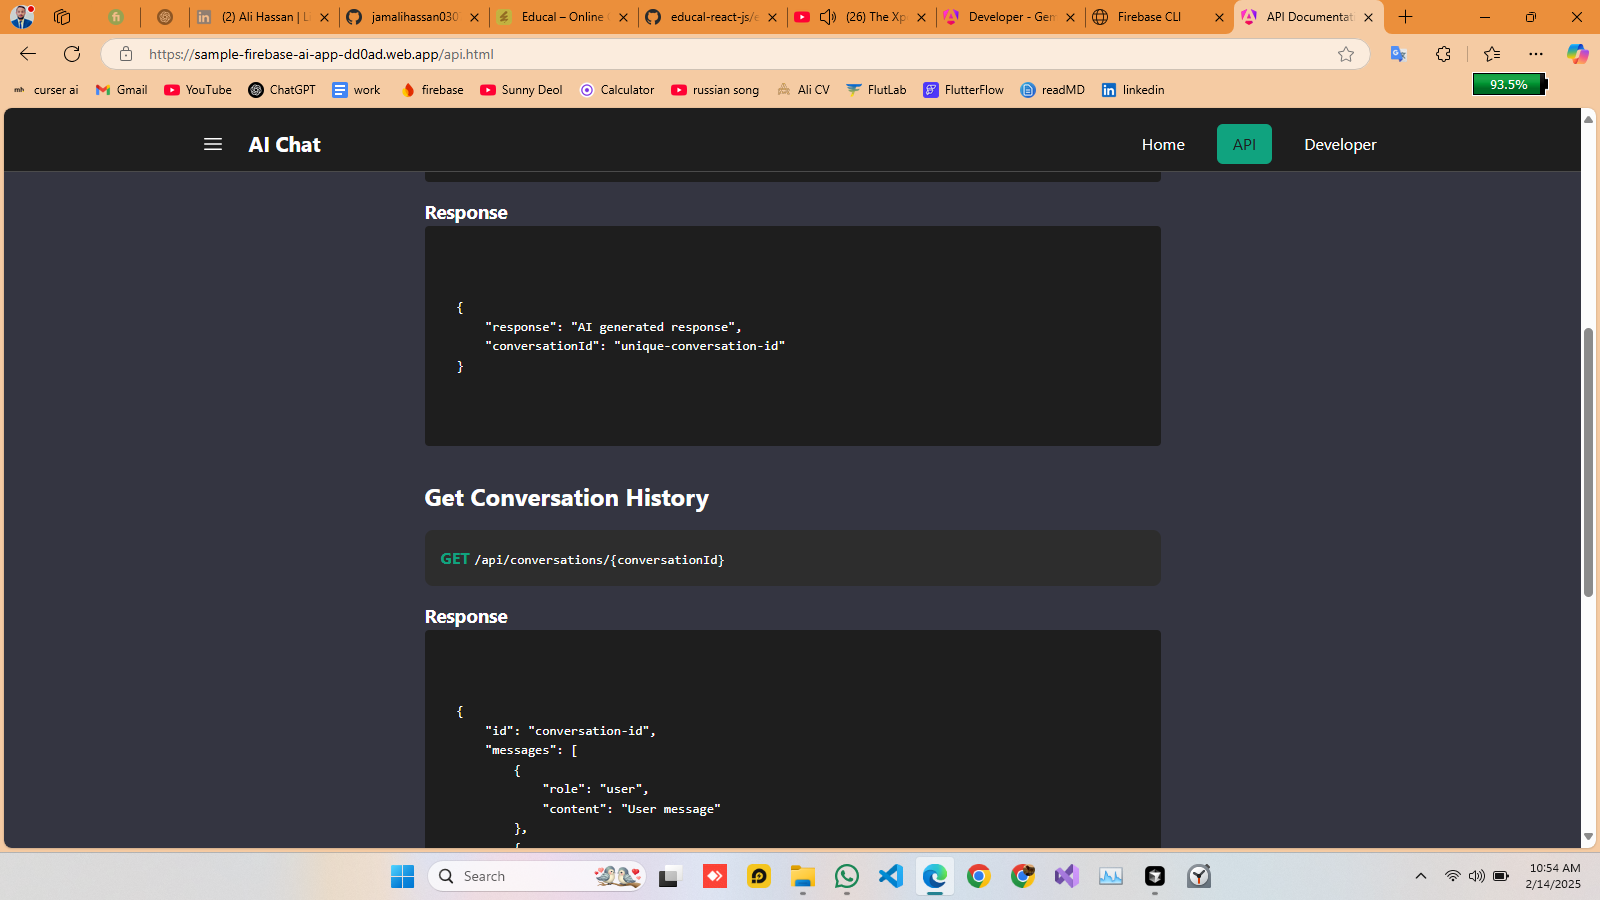 (2) Ali Hassan | Li
jamalihassan030
Educal – Online
educal-react-js/e
(26) The Xp
Developer - Gem
Firebase CLI
API Documentat
https://sample-firebase-ai-app-dd0ad.web.app/api.html
curser ai
Gmail
YouTube
ChatGPT
work
firebase
Sunny Deol
Calculator
russian song
Ali CV
FlutLab
FlutterFlow
readMD
linkedin
93.5%
AI Chat
Home
API
Developer
Response
{
"response": "AI generated response",
"conversationId": "unique-conversation-id"
}
Get Conversation History
GET /api/conversations/{conversationId}
Response
{
"id": "conversation-id",
"messages": [
{
"role": "user",
"content": "User message"
},
{
Search
10:54 AM
2/14/2025